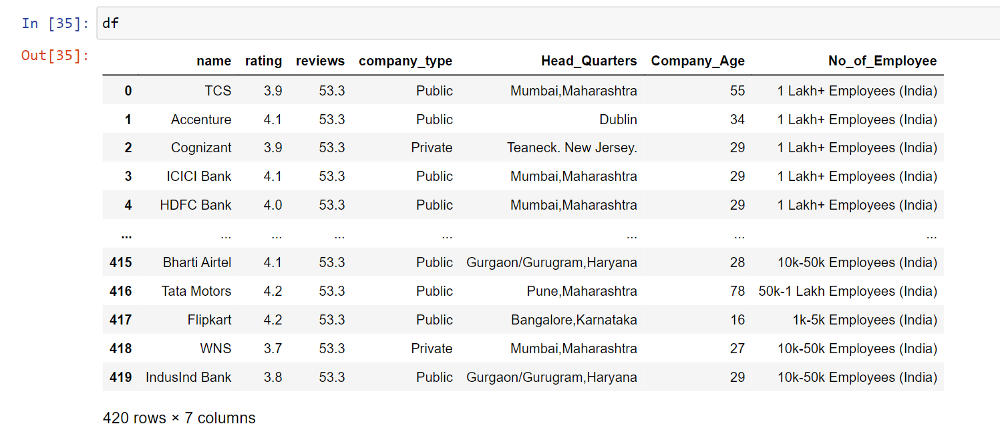 In [35]: df
Out[35]:
name rating reviews company_type Head_Quarters Company_Age No_of_Employee
0 TCS 3.9 53.3 Public Mumbai,Maharashtra 55 1 Lakh+ Employees (India)
1 Accenture 4.1 53.3 Public Dublin 34 1 Lakh+ Employees (India)
2 Cognizant 3.9 53.3 Private Teaneck. New Jersey. 29 1 Lakh+ Employees (India)
3 ICICI Bank 4.1 53.3 Public Mumbai,Maharashtra 29 1 Lakh+ Employees (India)
4 HDFC Bank 4.0 53.3 Public Mumbai,Maharashtra 29 1 Lakh+ Employees (India)
... ... ... ... ... ... ... ...
415 Bharti Airtel 4.1 53.3 Public Gurgaon/Gurugram,Haryana 28 10k-50k Employees (India)
416 Tata Motors 4.2 53.3 Public Pune,Maharashtra 78 50k-1 Lakh Employees (India)
417 Flipkart 4.2 53.3 Public Bangalore,Karnataka 16 1k-5k Employees (India)
418 WNS 3.7 53.3 Private Mumbai,Maharashtra 27 10k-50k Employees (India)
419 IndusInd Bank 3.8 53.3 Public Gurgaon/Gurugram,Haryana 29 10k-50k Employees (India)
420 rows × 7 columns